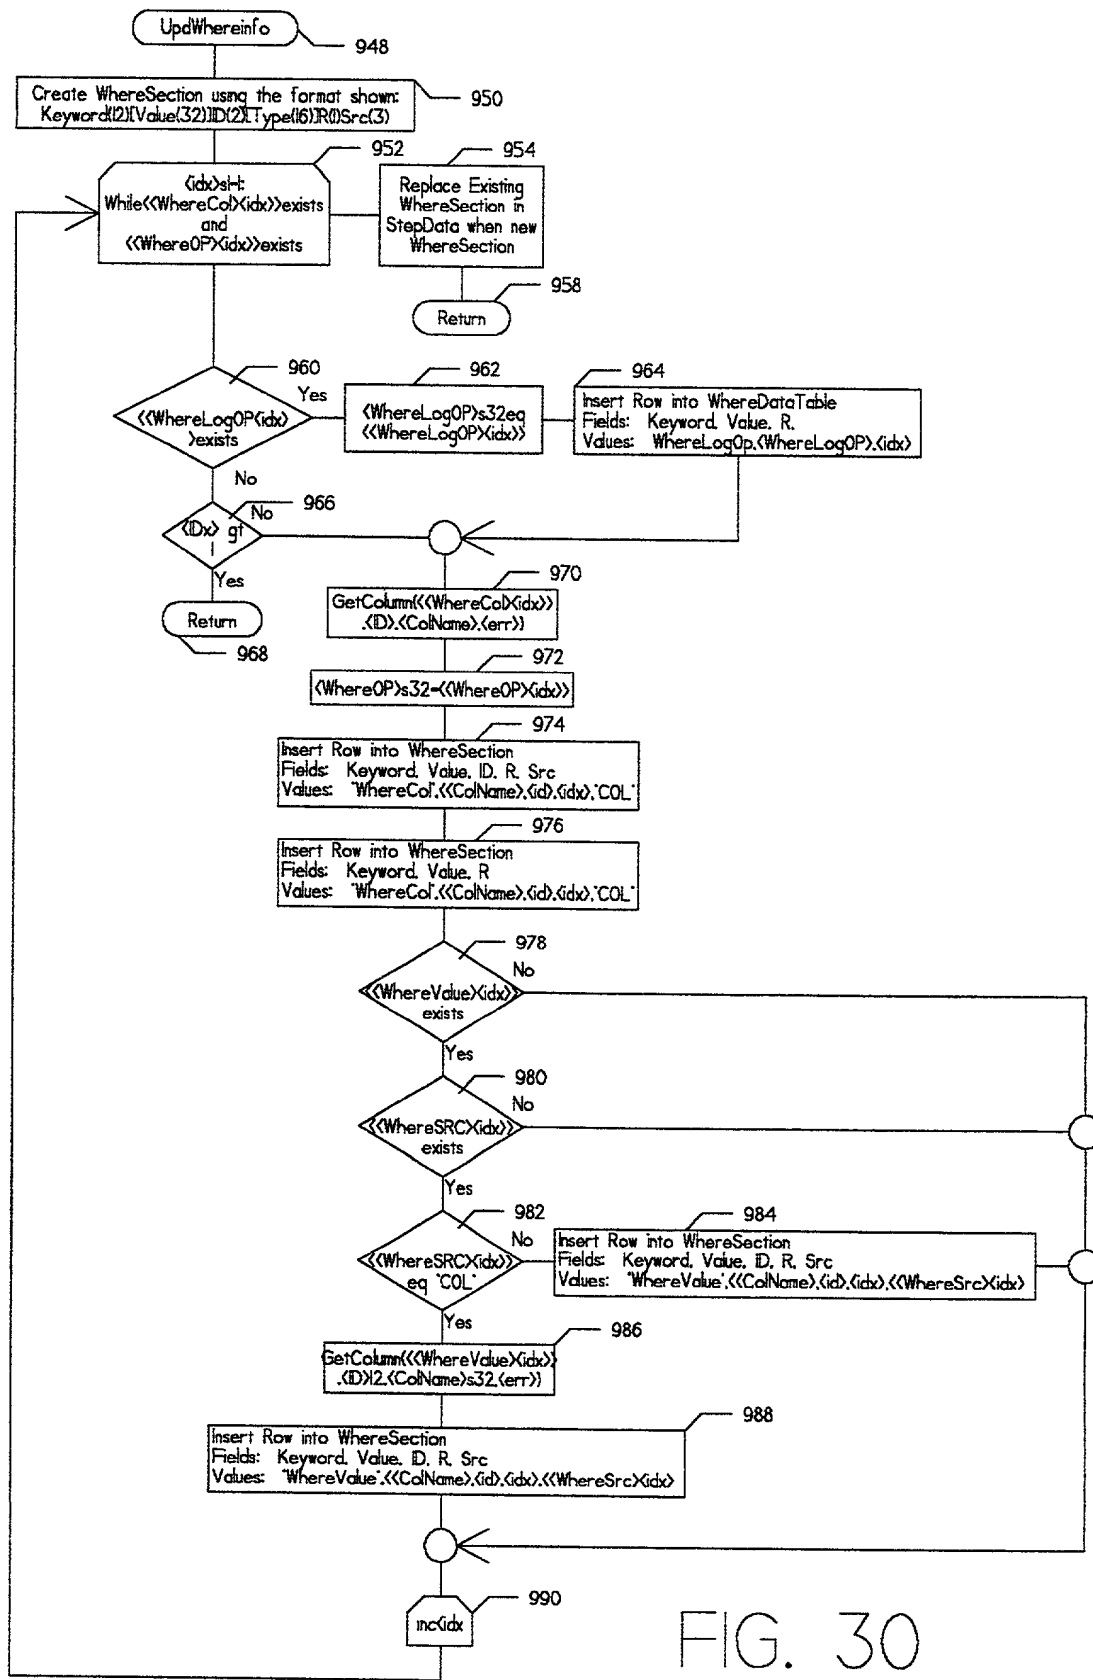 UpdWhereinfo
948
Create WhereSection using the format shown:
Keyword(12)[Value(32)]ID(2)[Type(16)]R(1)Src(3)
950
952
<idx>sl-1:
While<<WhereCol><idx>>exists
and
<<WhereOP><idx>>exists
954
Replace Existing
WhereSection in
StepData when new
WhereSection
958
Return
960
Yes
<<WhereLogOP<idx>
>exists
No
962
<WhereLogOP>s32eq
<<WhereLogOP><idx>>
964
Insert Row into WhereDataTable
Fields: Keyword, Value, R,
Values: WhereLogOp,<WhereLogOP>,<idx>
966
No
<IDx> gt
1
Yes
Return
968
970
GetColumn(<<WhereCol><idx>>
,<ID>,<ColName>,<err>)
972
<WhereOP>s32=<<WhereOP><idx>>
974
Insert Row into WhereSection
Fields: Keyword, Value, ID, R, Src
Values: "WhereCol",<<ColName>,<id>,<idx>,"COL"
976
Insert Row into WhereSection
Fields: Keyword, Value, R
Values: "WhereCol",<<ColName>,<id>,<idx>,"COL"
978
No
<<WhereValue><idx>>
exists
Yes
980
No
<<WhereSRC><idx>>
exists
Yes
982
No
<<WhereSRC><idx>>
eq "COL"
Yes
984
Insert Row into WhereSection
Fields: Keyword, Value, ID, R, Src
Values: "WhereValue",<<ColName>,<id>,<idx>,<<WhereSrc><idx>
986
GetColumn(<<WhereValue><idx>>
,<ID>I2,<ColName>s32,<err>)
988
Insert Row into WhereSection
Fields: Keyword, Value, ID, R, Src
Values: "WhereValue",<<ColName>,<id>,<idx>,<<WhereSrc><idx>
990
inc<idx
FIG. 30